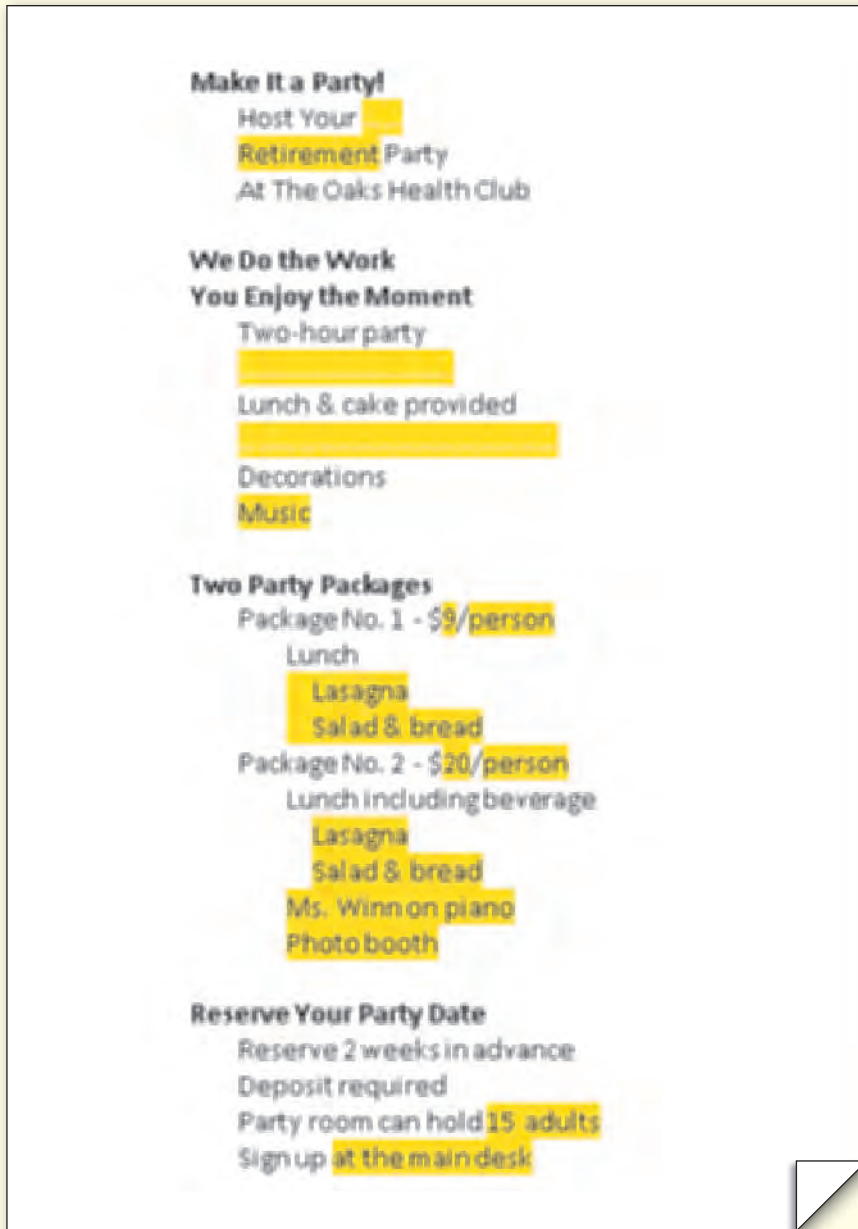 Make It a Party!
Host Your
Retirement Party
At The Oaks Health Club
We Do the Work
You Enjoy the Moment
Two-hour party
Lunch & cake provided
Decorations
Music
Two Party Packages
Package No. 1 - $9/person
Lunch
Lasagna
Salad & bread
Package No. 2 - $20/person
Lunch including beverage
Lasagna
Salad & bread
Ms. Winn on piano
Photo booth
Reserve Your Party Date
Reserve 2 weeks in advance
Deposit required
Party room can hold 15 adults
Sign up at the main desk